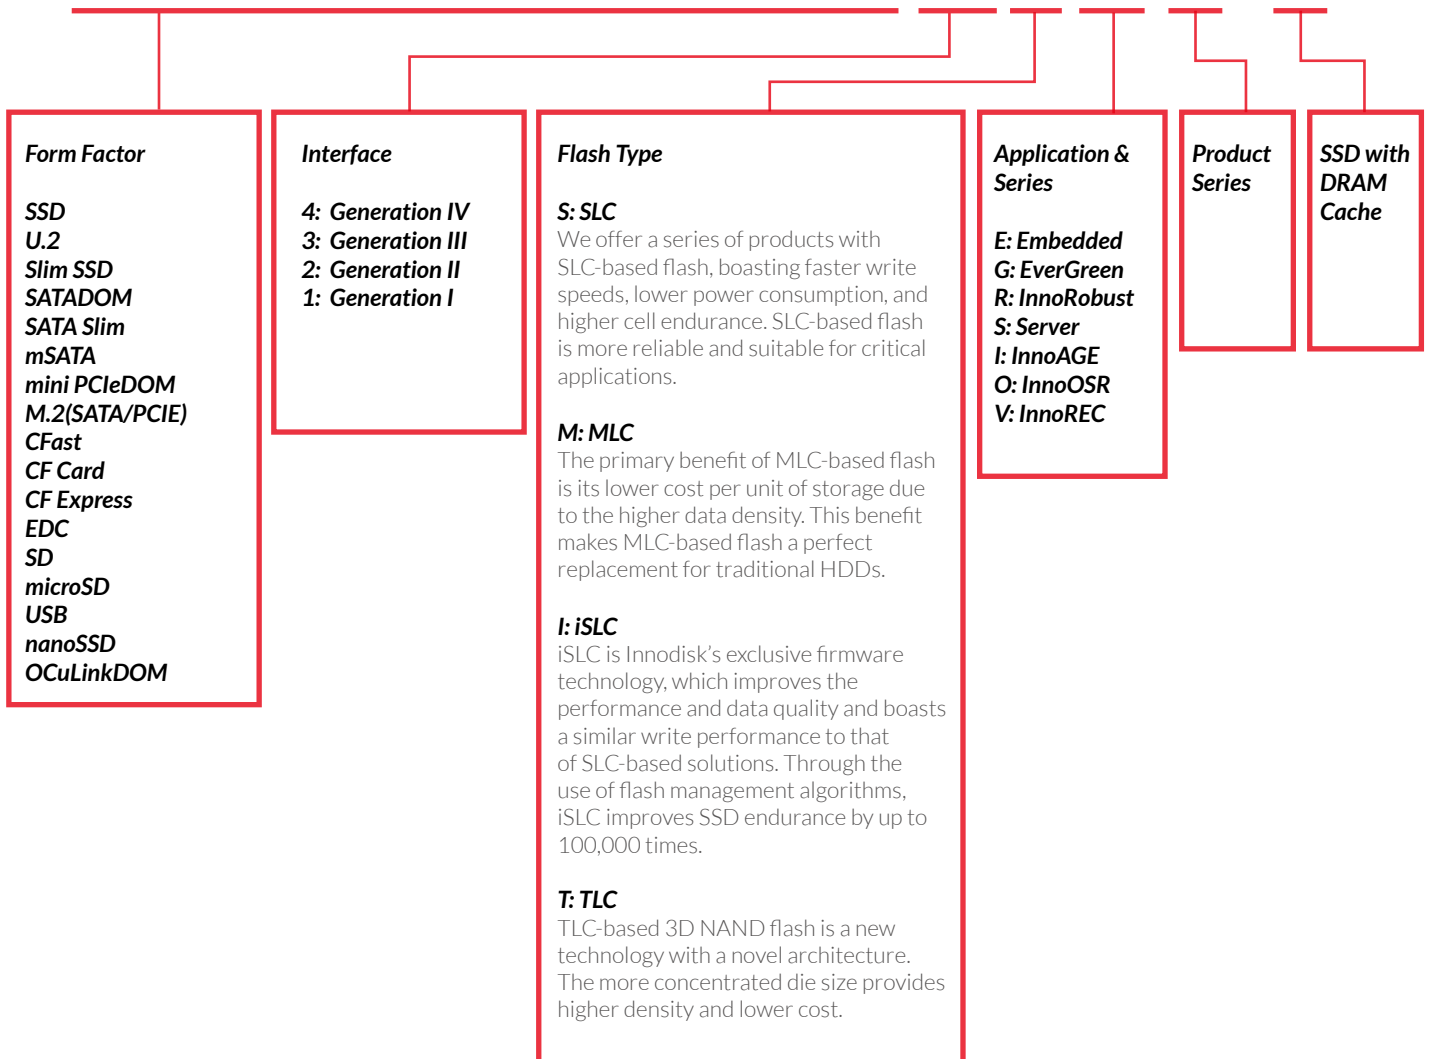 Form Factor
SSD
U.2
Slim SSD
SATADOM
SATA Slim
mSATA
mini PCIeDOM
M.2(SATA/PCIE)
CFast
CF Card
CF Express
EDC
SD
microSD
USB
nanoSSD
OCuLinkDOM
Interface
4: Generation IV
3: Generation III
2: Generation II
1: Generation I
Flash Type
S: SLC
We offer a series of products with
SLC-based flash, boasting faster write
speeds, lower power consumption, and
higher cell endurance. SLC-based flash
is more reliable and suitable for critical
applications.
M: MLC
The primary benefit of MLC-based flash
is its lower cost per unit of storage due
to the higher data density. This benefit
makes MLC-based flash a perfect
replacement for traditional HDDs.
I: iSLC
iSLC is Innodisk’s exclusive firmware
technology, which improves the
performance and data quality and boasts
a similar write performance to that
of SLC-based solutions. Through the
use of flash management algorithms,
iSLC improves SSD endurance by up to
100,000 times.
T: TLC
TLC-based 3D NAND flash is a new
technology with a novel architecture.
The more concentrated die size provides
higher density and lower cost.
Application &
Series
E: Embedded
G: EverGreen
R: InnoRobust
S: Server
I: InnoAGE
O: InnoOSR
V: InnoREC
Product
Series
SSD with
DRAM
Cache